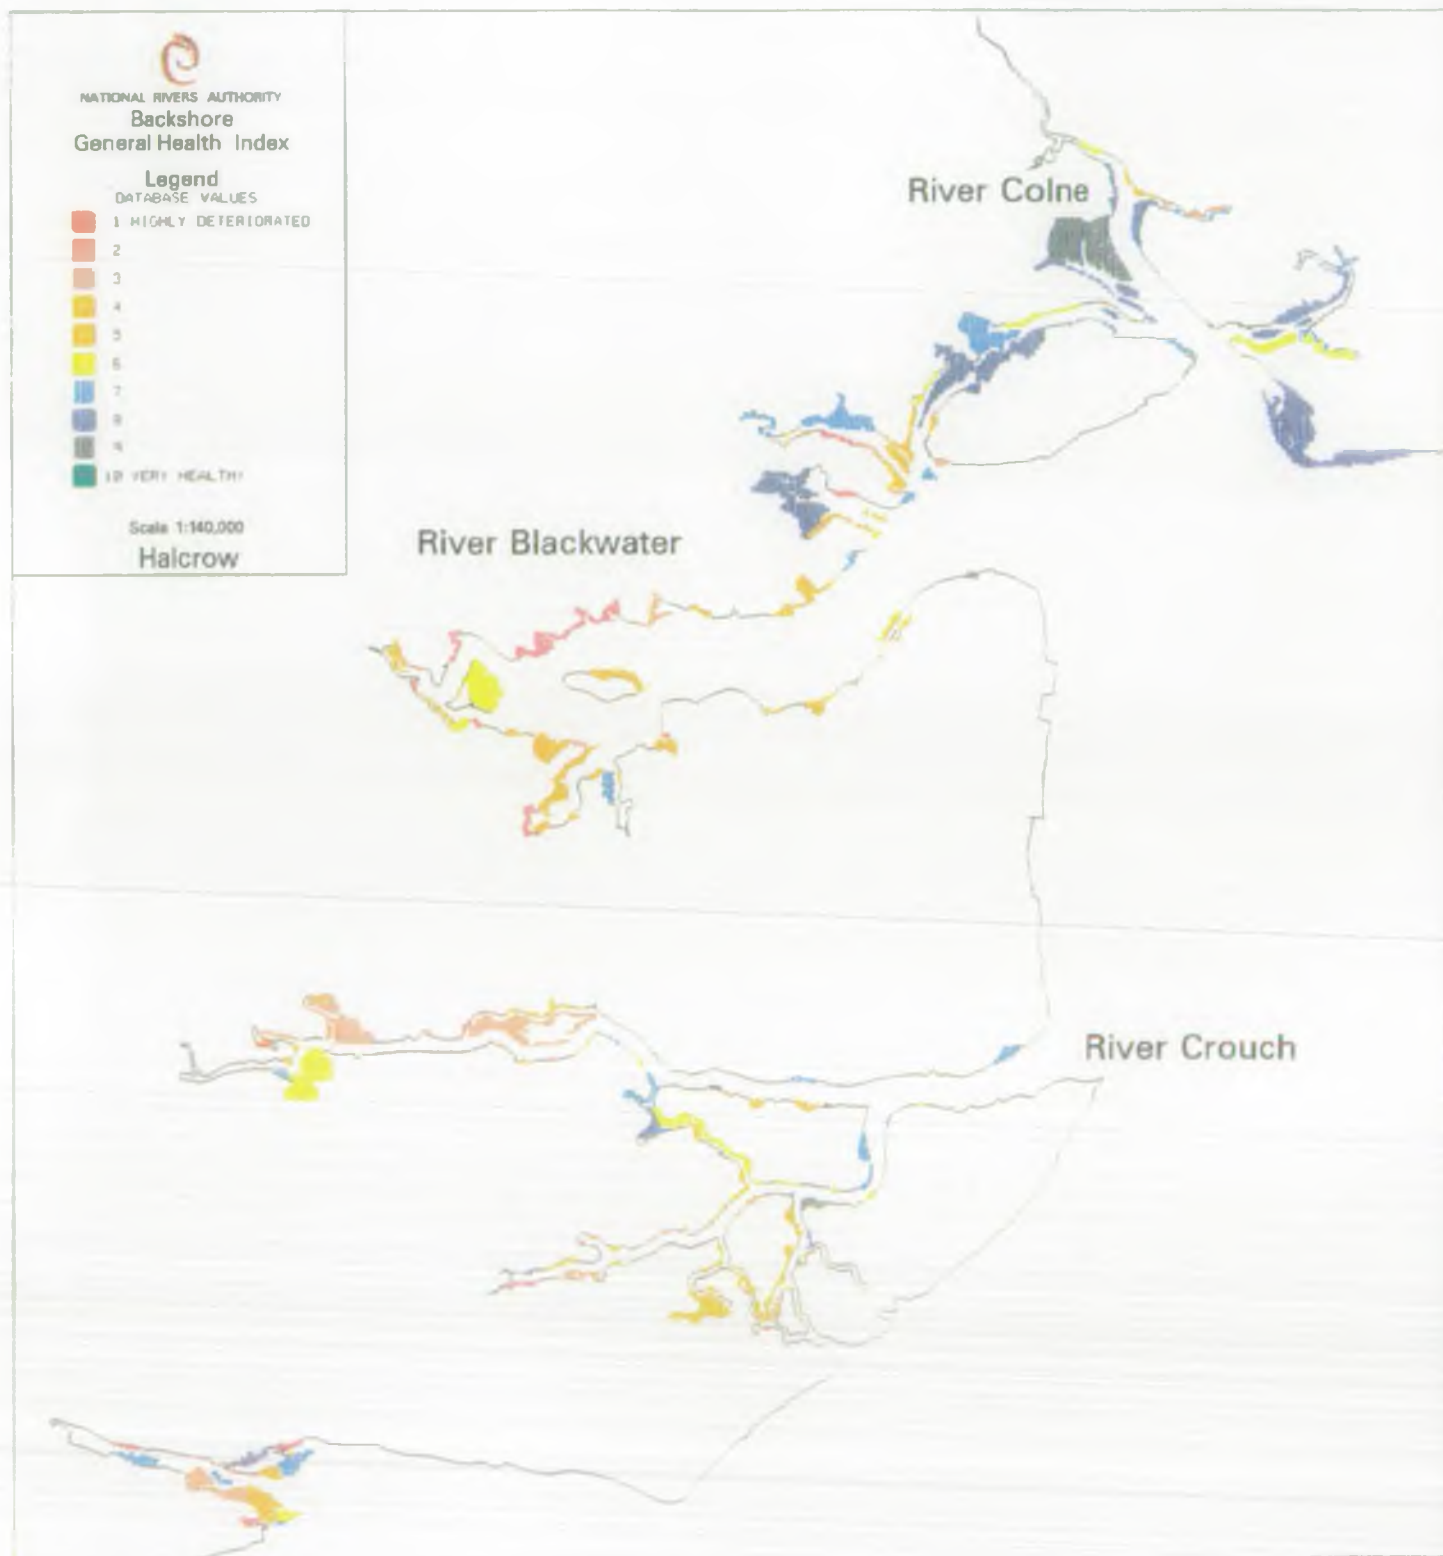 NATIONAL RIVERS AUTHORITY
Backshore
General Health Index
Legend
DATABASE VALUES
1 HIGHLY DETERIORATED
2
3
4
5
6
7
8
9
10 VERY HEALTHY
Scale 1:140,000
Halcrow
River Colne
River Blackwater
River Crouch